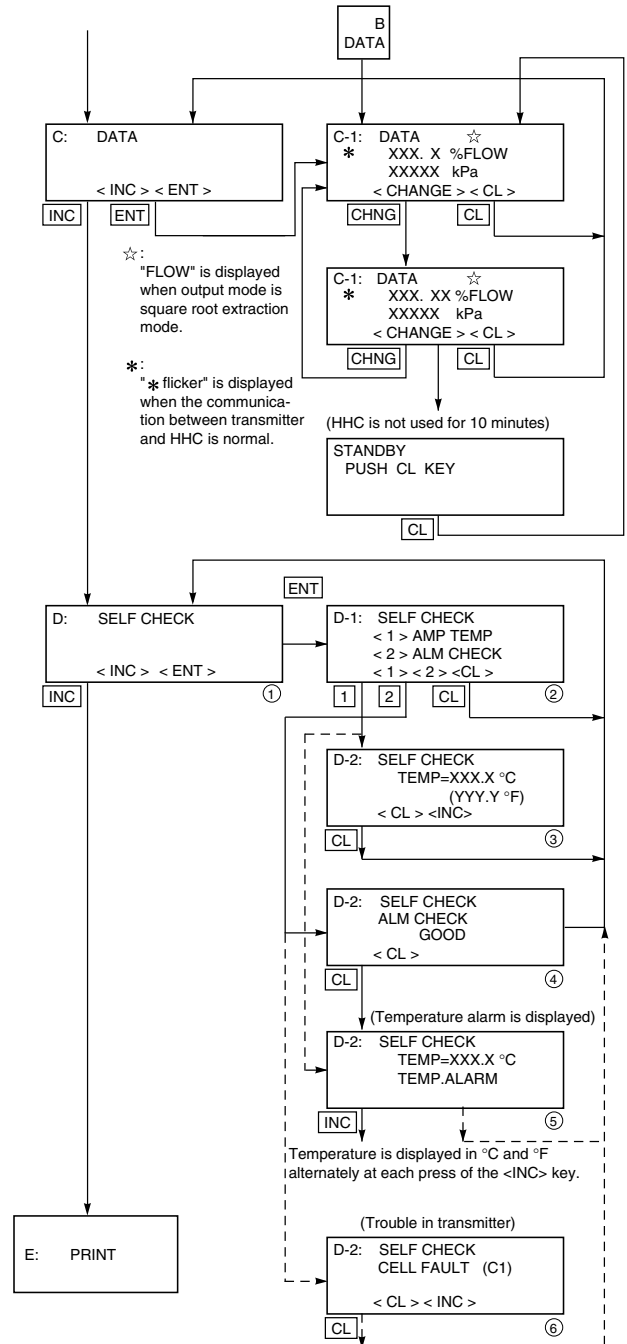 B
DATA
C: DATA
< INC > < ENT >
INC
ENT
C-1: DATA ☆
* XXX. X %FLOW
XXXXX kPa
< CHANGE > < CL >
CHNG
CL
☆:
"FLOW" is displayed
when output mode is
square root extraction
mode.
*:
"* flicker" is displayed
when the communica-
tion between transmitter
and HHC is normal.
C-1: DATA ☆
* XXX. XX %FLOW
XXXXX kPa
< CHANGE > < CL >
CHNG
CL
(HHC is not used for 10 minutes)
STANDBY
PUSH CL KEY
CL
ENT
D: SELF CHECK
< INC > < ENT >
INC
①
D-1: SELF CHECK
< 1 > AMP TEMP
< 2 > ALM CHECK
< 1 > < 2 > <CL >
1
2
CL
②
D-2: SELF CHECK
TEMP=XXX.X °C
(YYY.Y °F)
< CL > <INC>
CL
③
D-2: SELF CHECK
ALM CHECK
GOOD
< CL >
CL
④
(Temperature alarm is displayed)
D-2: SELF CHECK
TEMP=XXX.X °C
TEMP.ALARM
INC
⑤
Temperature is displayed in °C and °F
alternately at each press of the <INC> key.
E: PRINT
(Trouble in transmitter)
D-2: SELF CHECK
CELL FAULT (C1)
< CL > < INC >
CL
⑥